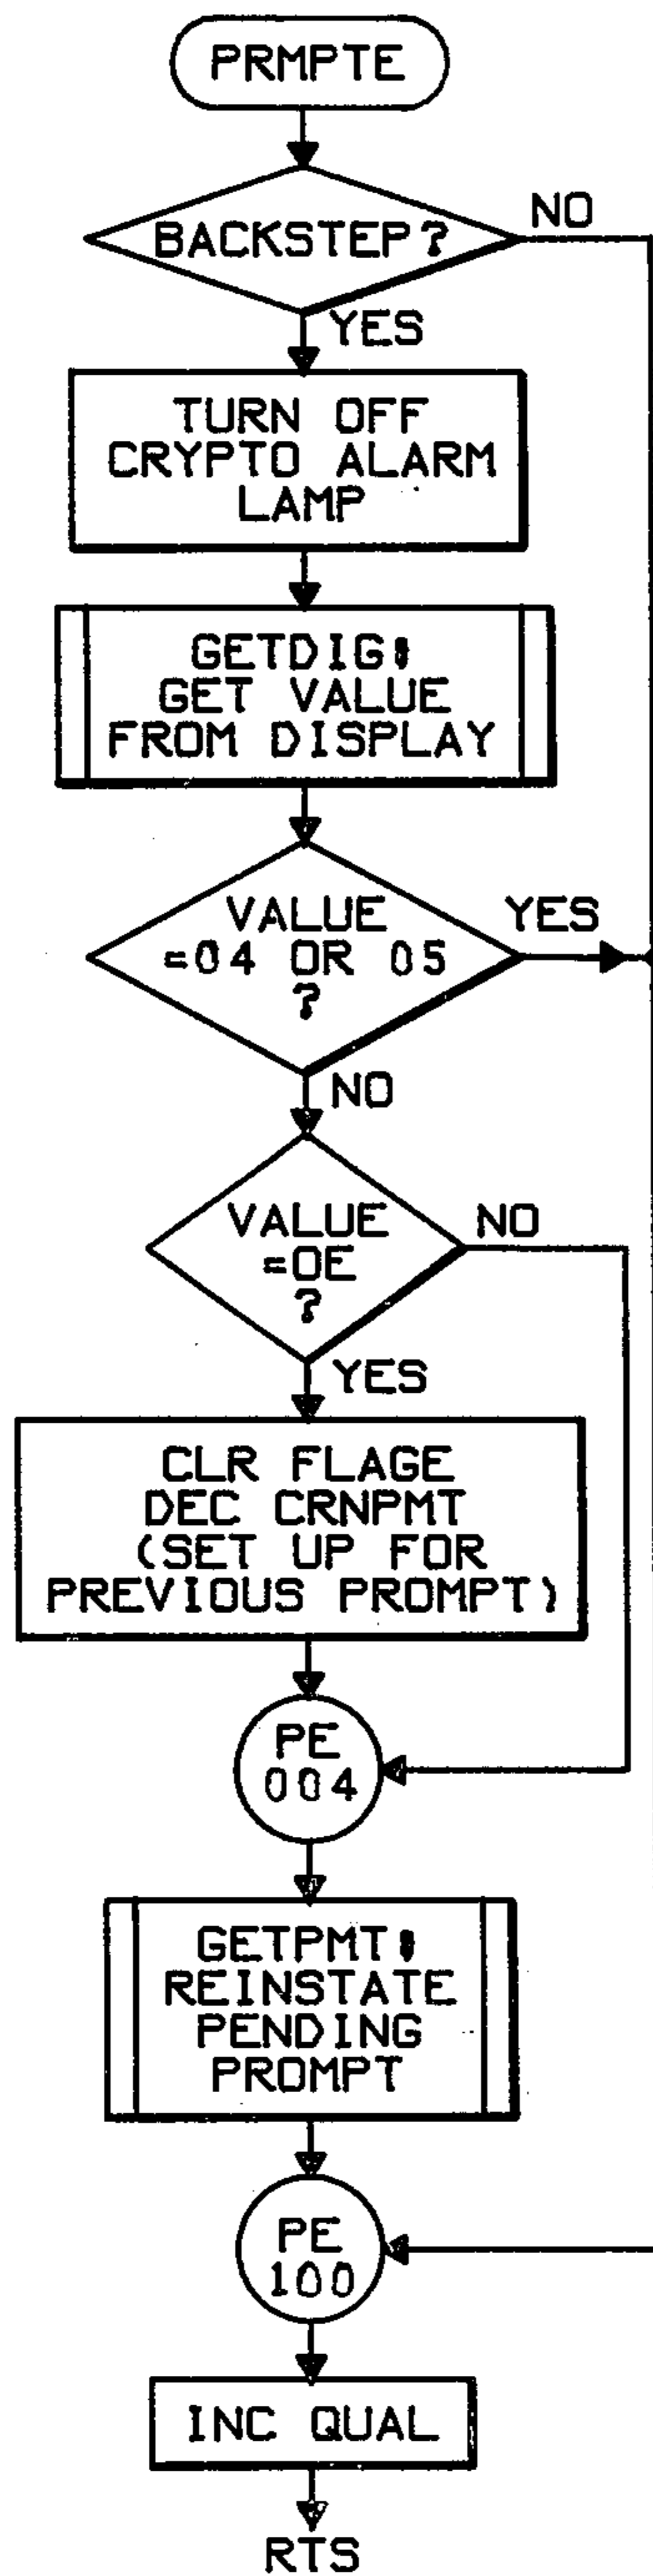 PRMPTE
BACKSTEP?
NO
YES
TURN OFF
CRYPTO ALARM
LAMP
GETDIG:
GET VALUE
FROM DISPLAY
VALUE
=04 OR 05
?
YES
NO
VALUE
=0E
?
NO
YES
CLR FLAGE
DEC CRNPMT
(SET UP FOR
PREVIOUS PROMPT)
PE
004
GETPMT:
REINSTATE
PENDING
PROMPT
PE
100
INC QUAL
RTS